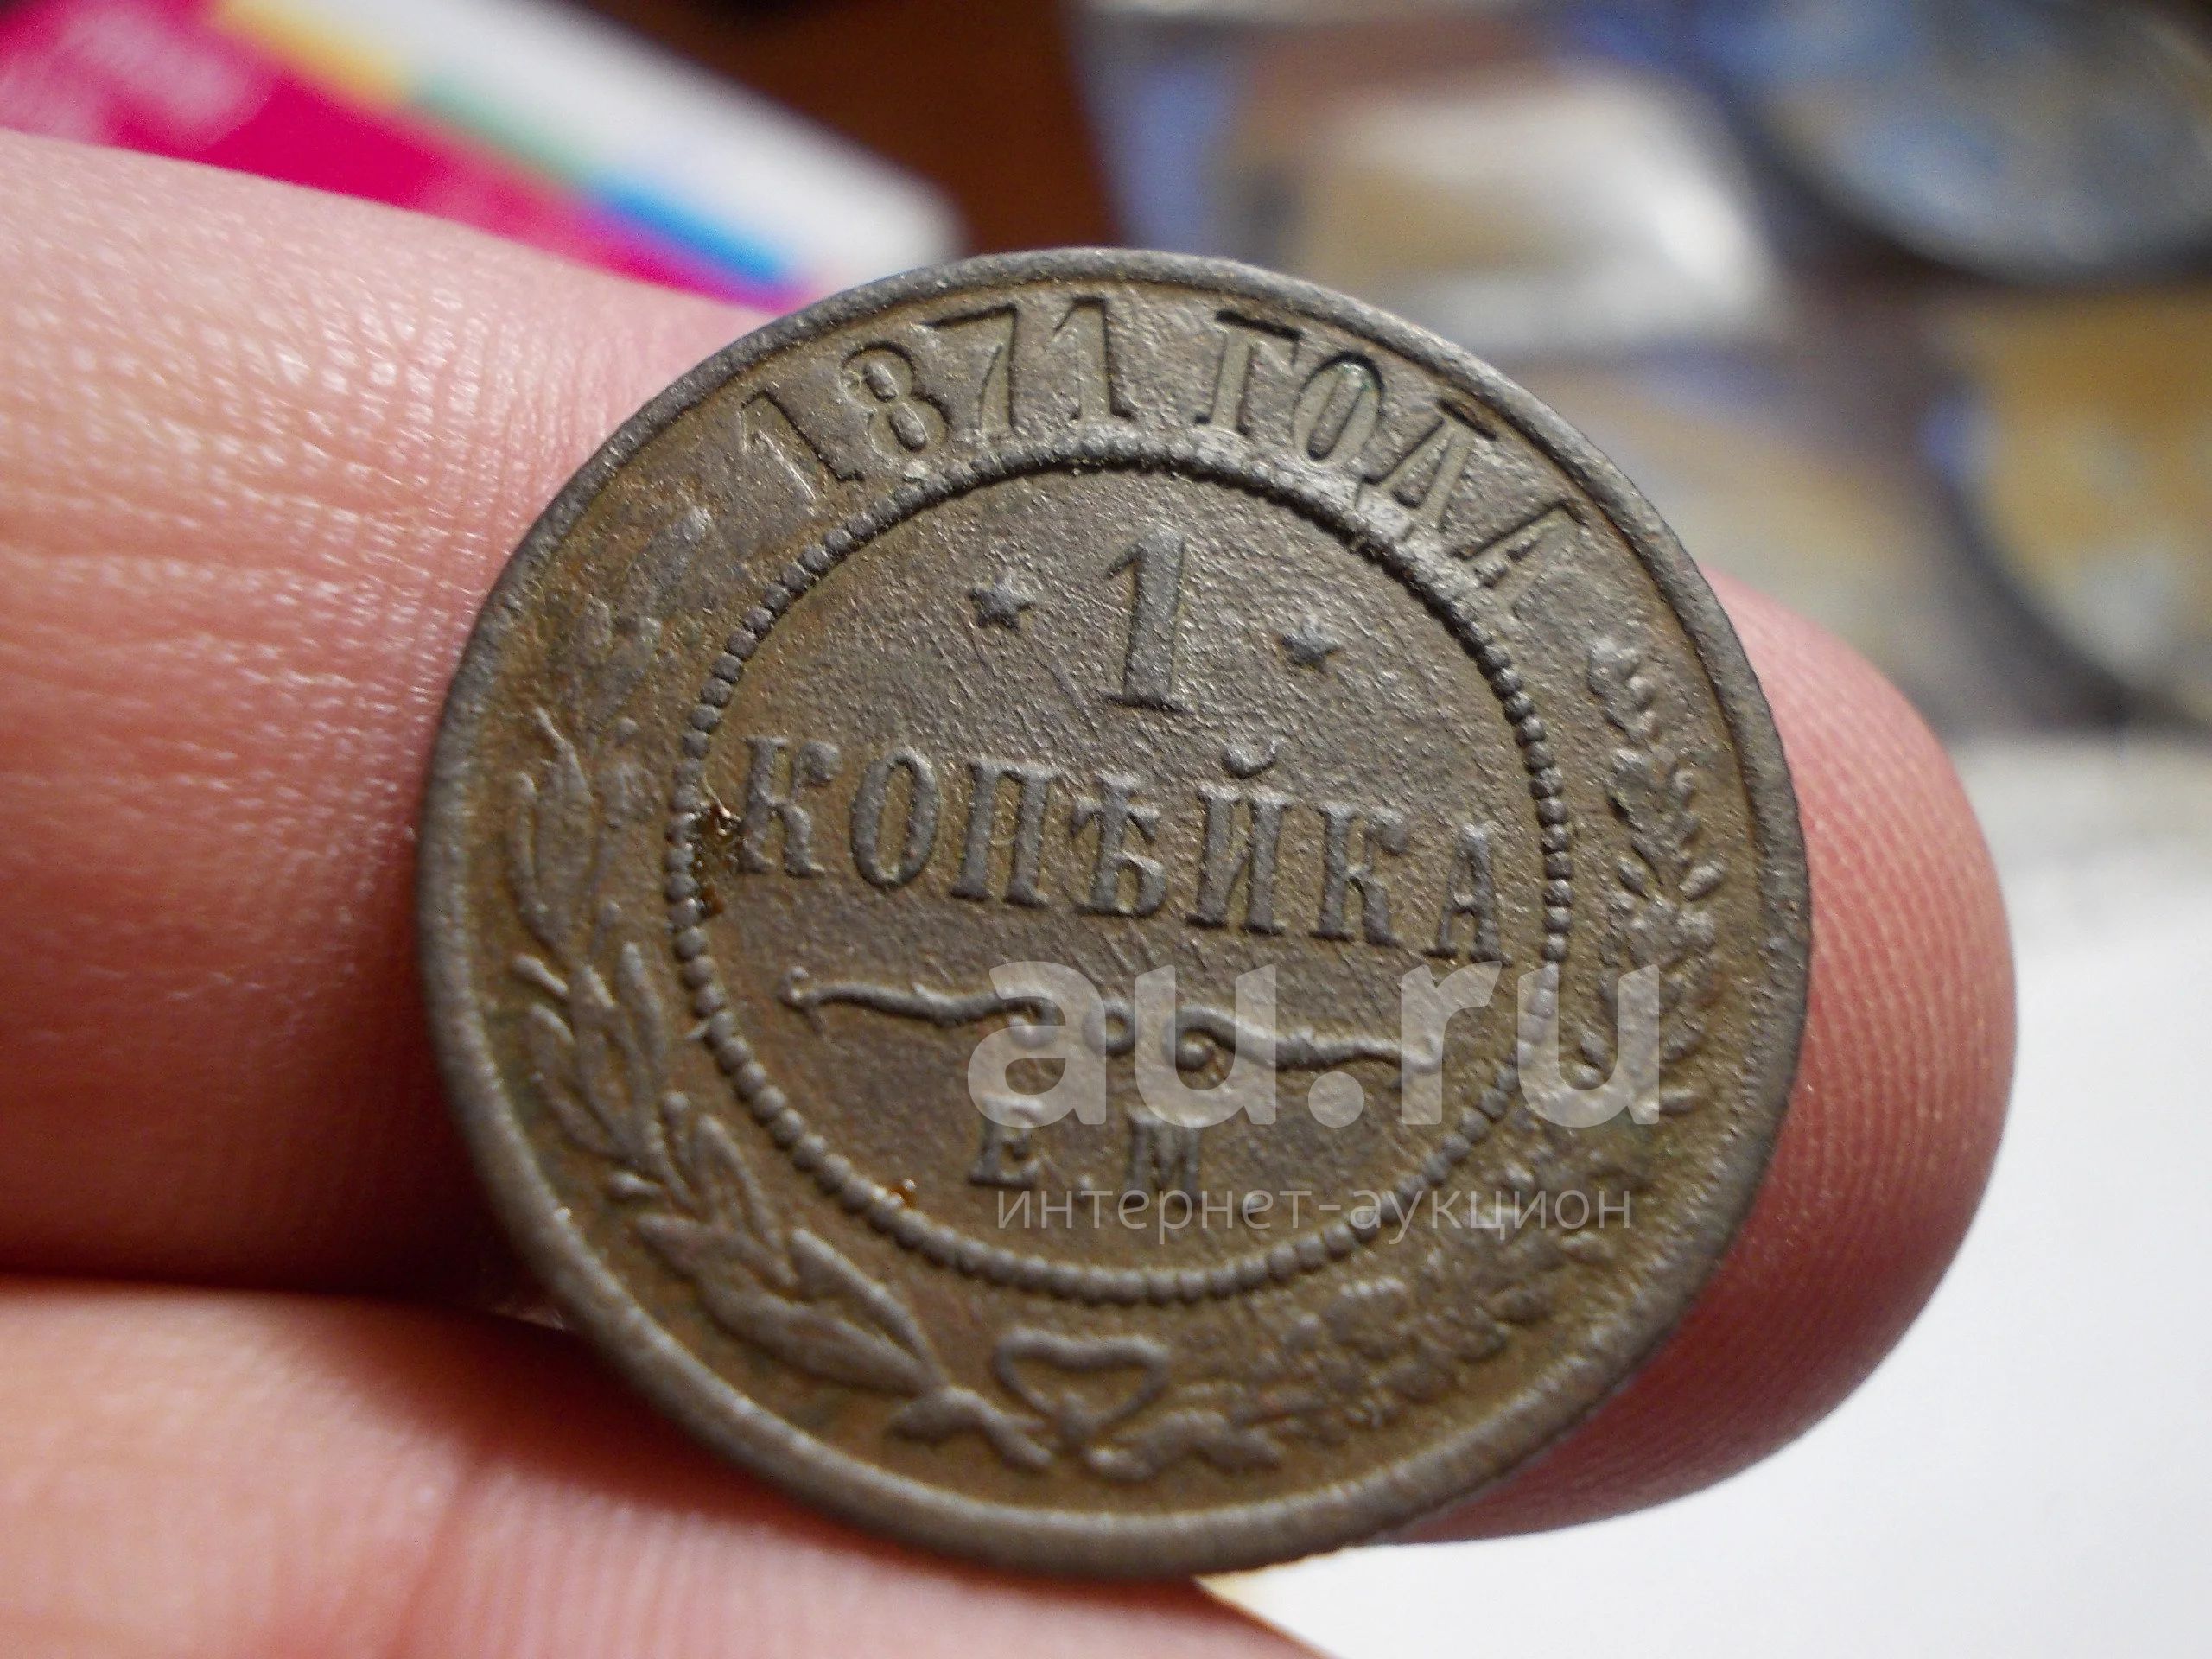 1871 ГОДА
1
КОПѢЙКА
Е.М
au.ru
интернет-аукцион